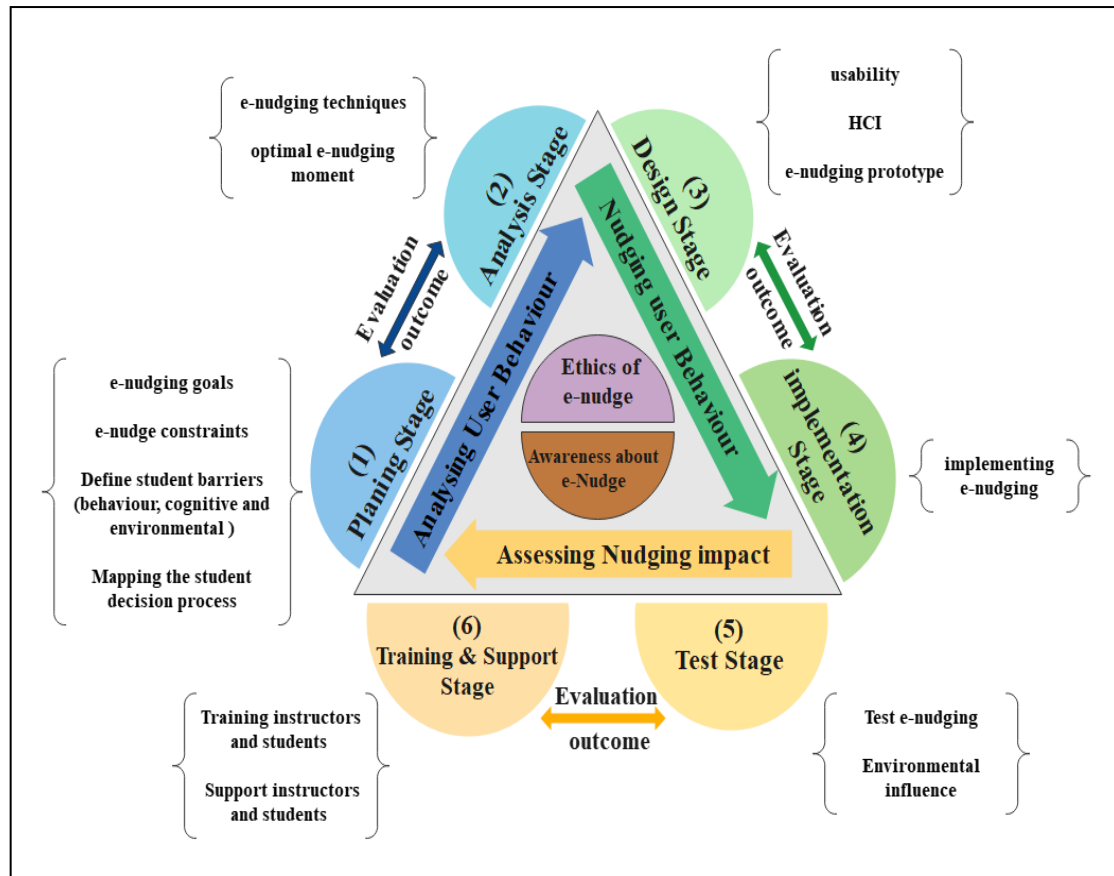 e-nudging techniques
optimal e-nudging
moment
usability
HCI
e-nudging prototype
(2)
Analysis Stage
(3)
Design Stage
Evaluation
outcome
Evaluation
outcome
Analysing User Behaviour
Nudging user Behaviour
Ethics of
e-nudge
Awareness about
e-Nudge
e-nudging goals
e-nudge constraints
Define student barriers
(behaviour, cognitive and
environmental )
Mapping the student
decision process
(1)
Planing Stage
(4)
implementation
Stage
implementing
e-nudging
Assessing Nudging impact
(6)
Training & Support
Stage
(5)
Test Stage
Evaluation
outcome
Training instructors
and students
Support instructors
and students
Test e-nudging
Environmental
influence